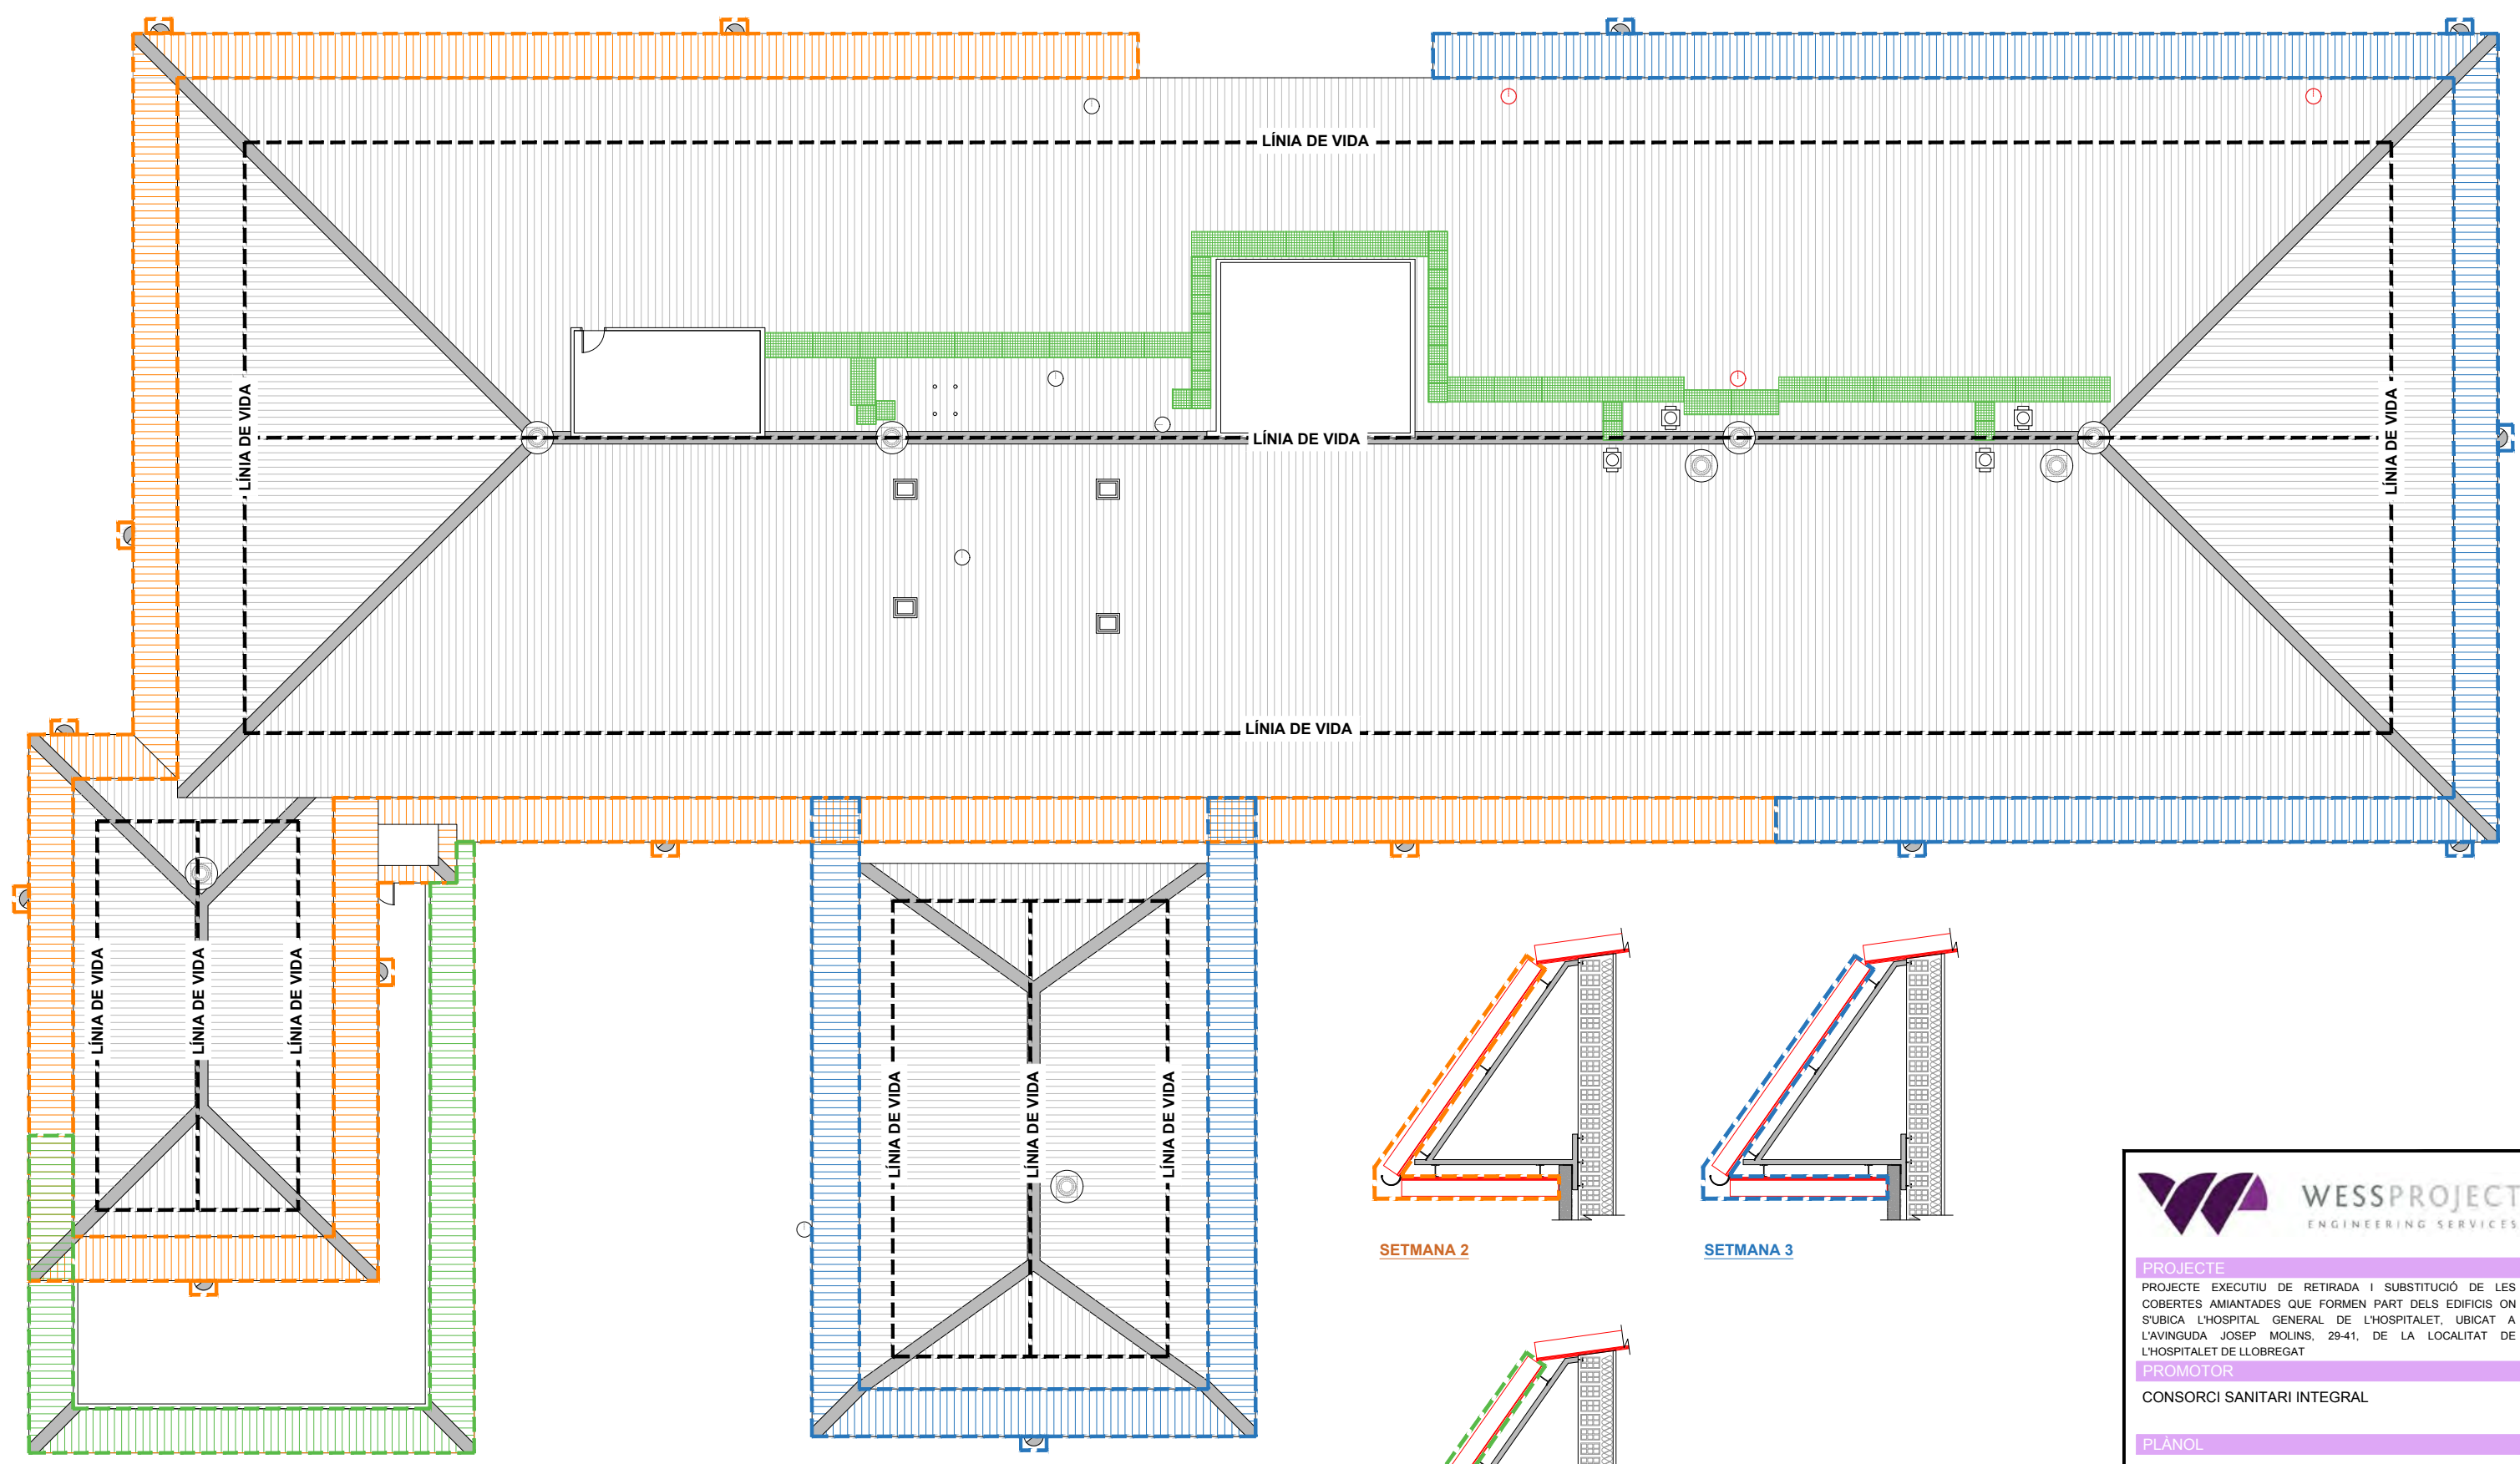 LÍNIA DE VIDA
LÍNIA DE VIDA
LÍNIA DE VIDA
LÍNIA DE VIDA
LÍNIA DE VIDA
LÍNIA DE VIDA
LÍNIA DE VIDA
LÍNIA DE VIDA
LÍNIA DE VIDA
LÍNIA DE VIDA
LÍNIA DE VIDA
SETMANA 2
SETMANA 3
WESSPROJECT
ENGINEERING SERVICES
PROJECTE
PROJECTE EXECUTIU DE RETIRADA I SUBSTITUCIÓ DE LES
COBERTES AMIANTADES QUE FORMEN PART DELS EDIFICIS ON
S'UBICA L'HOSPITAL GENERAL DE L'HOSPITALET, UBICAT A
L'AVINGUDA JOSEP MOLINS, 29-41, DE LA LOCALITAT DE
L'HOSPITALET DE LLOBREGAT
PROMOTOR
CONSORCI SANITARI INTEGRAL
PLÀNOL